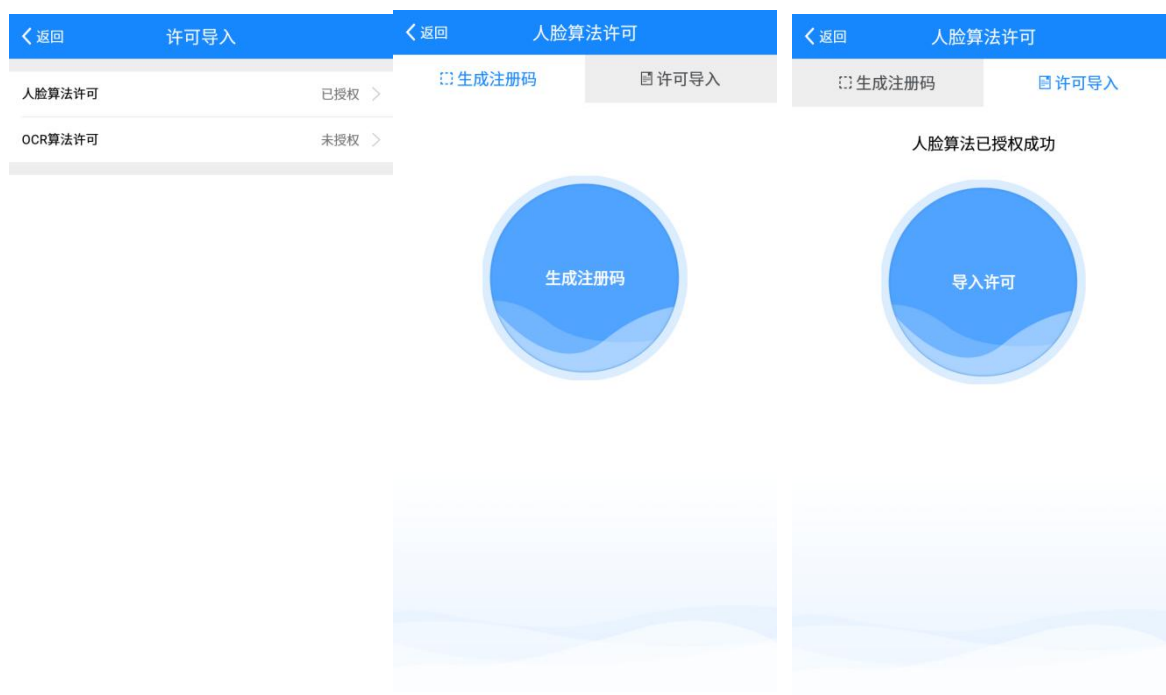 返回
许可导入
人脸算法许可
已授权
OCR算法许可
未授权
返回
人脸算法许可
生成注册码
许可导入
生成注册码
返回
人脸算法许可
生成注册码
许可导入
人脸算法已授权成功
导入许可